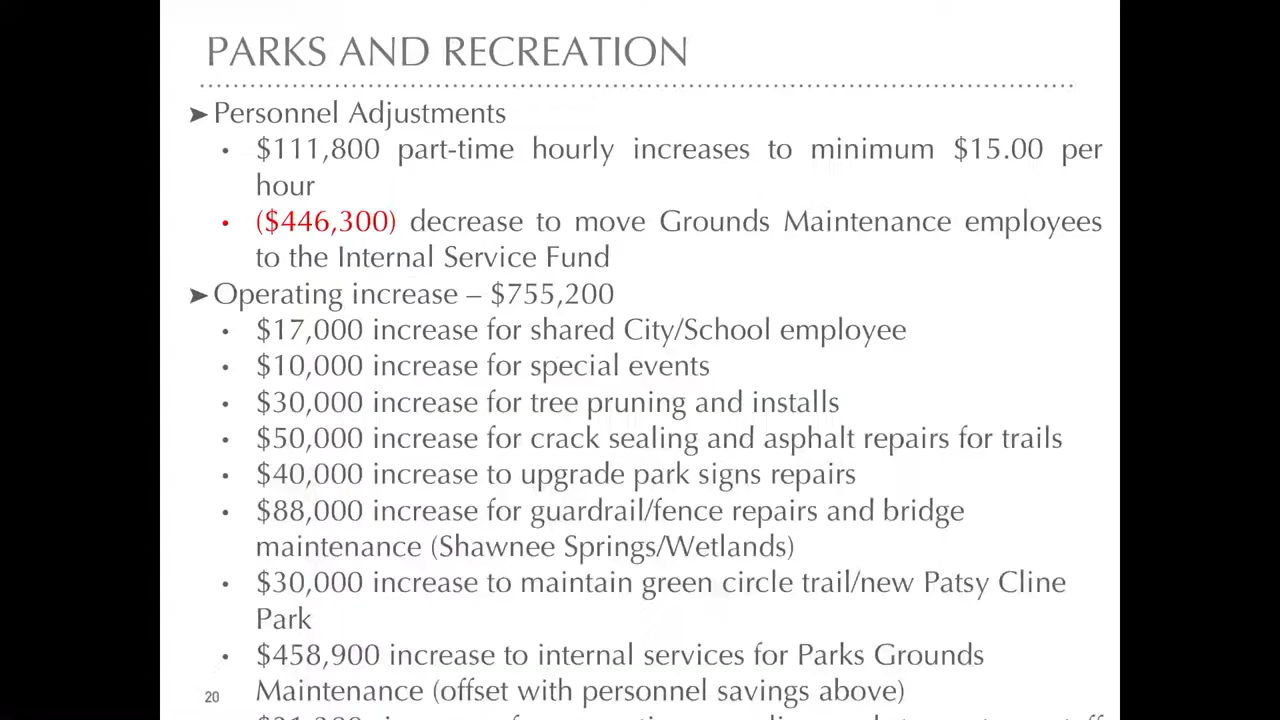 PARKS AND RECREATION
➤Personnel Adjustments
• $111,800 part-time hourly increases to minimum $15.00 per
hour
• ($446,300) decrease to move Grounds Maintenance employees
to the Internal Service Fund
➤Operating increase – $755,200
• $17,000 increase for shared City/School employee
• $10,000 increase for special events
• $30,000 increase for tree pruning and installs
• $50,000 increase for crack sealing and asphalt repairs for trails
• $40,000 increase to upgrade park signs repairs
• $88,000 increase for guardrail/fence repairs and bridge
maintenance (Shawnee Springs/Wetlands)
• $30,000 increase to maintain green circle trail/new Patsy Cline
Park
• $458,900 increase to internal services for Parks Grounds
Maintenance (offset with personnel savings above)
20